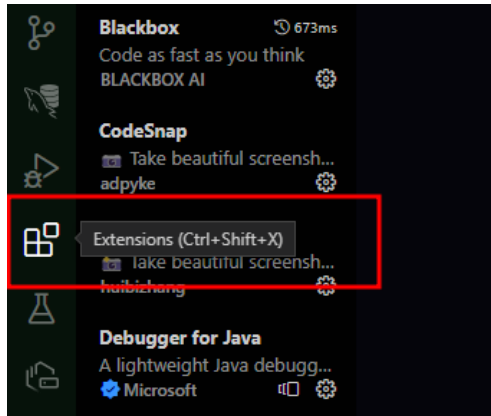 Blackbox 673ms
Code as fast as you think
BLACKBOX AI
CodeSnap
Take beautiful screensh...
adpyke
Extensions (Ctrl+Shift+X)
Take beautiful screensh...
huibizhang
Debugger for Java
A lightweight Java debugg...
Microsoft